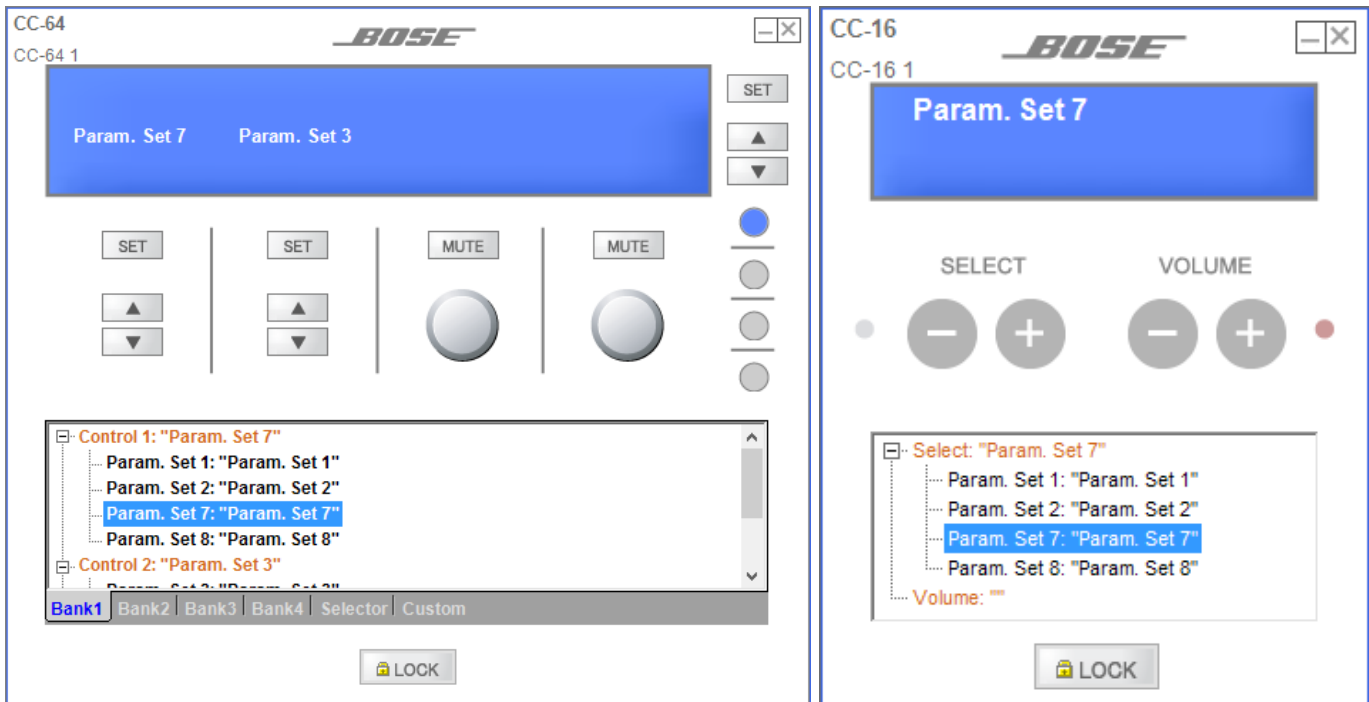 CC-64
BOSE
CC-64 1
SET
Param. Set 7 Param. Set 3
SET SET MUTE MUTE
Control 1: "Param. Set 7"
Param. Set 1: "Param. Set 1"
Param. Set 2: "Param. Set 2"
Param. Set 7: "Param. Set 7"
Param. Set 8: "Param. Set 8"
Control 2: "Param. Set 3"
Bank1 Bank2 Bank3 Bank4 Selector Custom
LOCK
CC-16
BOSE
CC-16 1
Param. Set 7
SELECT VOLUME
Select: "Param. Set 7"
Param. Set 1: "Param. Set 1"
Param. Set 2: "Param. Set 2"
Param. Set 7: "Param. Set 7"
Param. Set 8: "Param. Set 8"
Volume: ""
LOCK